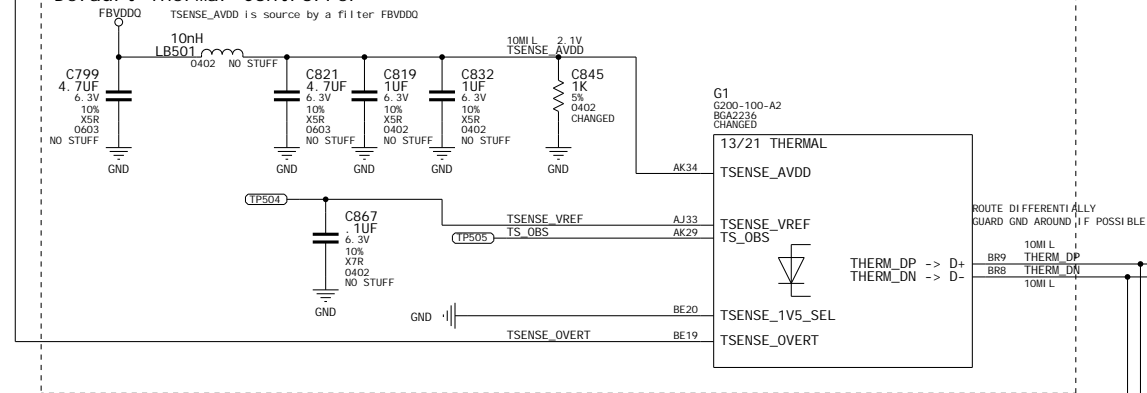 Default Thermal Controller
FBVDDQ
TSENSE_AVDD is source by a filter FBVDDQ
10nH
LB501
0402 NO STUFF
10MIL 2.1V
TSENSE_AVDD
C799
4.7UF
6.3V
10%
X5R
0603
NO STUFF
GND
C821
4.7UF
6.3V
10%
X5R
0603
NO STUFF
GND
C819
1UF
6.3V
10%
X5R
0402
NO STUFF
GND
C832
1UF
6.3V
10%
X5R
0402
NO STUFF
GND
C845
1K
5%
0402
CHANGED
GND
G1
G200-100-A2
BGA2236
CHANGED
13/21 THERMAL
AK34 TSENSE_AVDD
TP504
C867
.1UF
6.3V
10%
X7R
0402
NO STUFF
GND
TSENSE_VREF AJ33 TSENSE_VREF
TP505 TS_OBS AK29 TS_OBS
ROUTE DIFFERENTIALLY
GUARD GND AROUND IF POSSIBLE
10MIL
THERM_DP -> D+ BR9 THERM_DP
THERM_DN -> D- BR8 THERM_DN
10MIL
GND BE20 TSENSE_1V5_SEL
TSENSE_OVERT BE19 TSENSE_OVERT